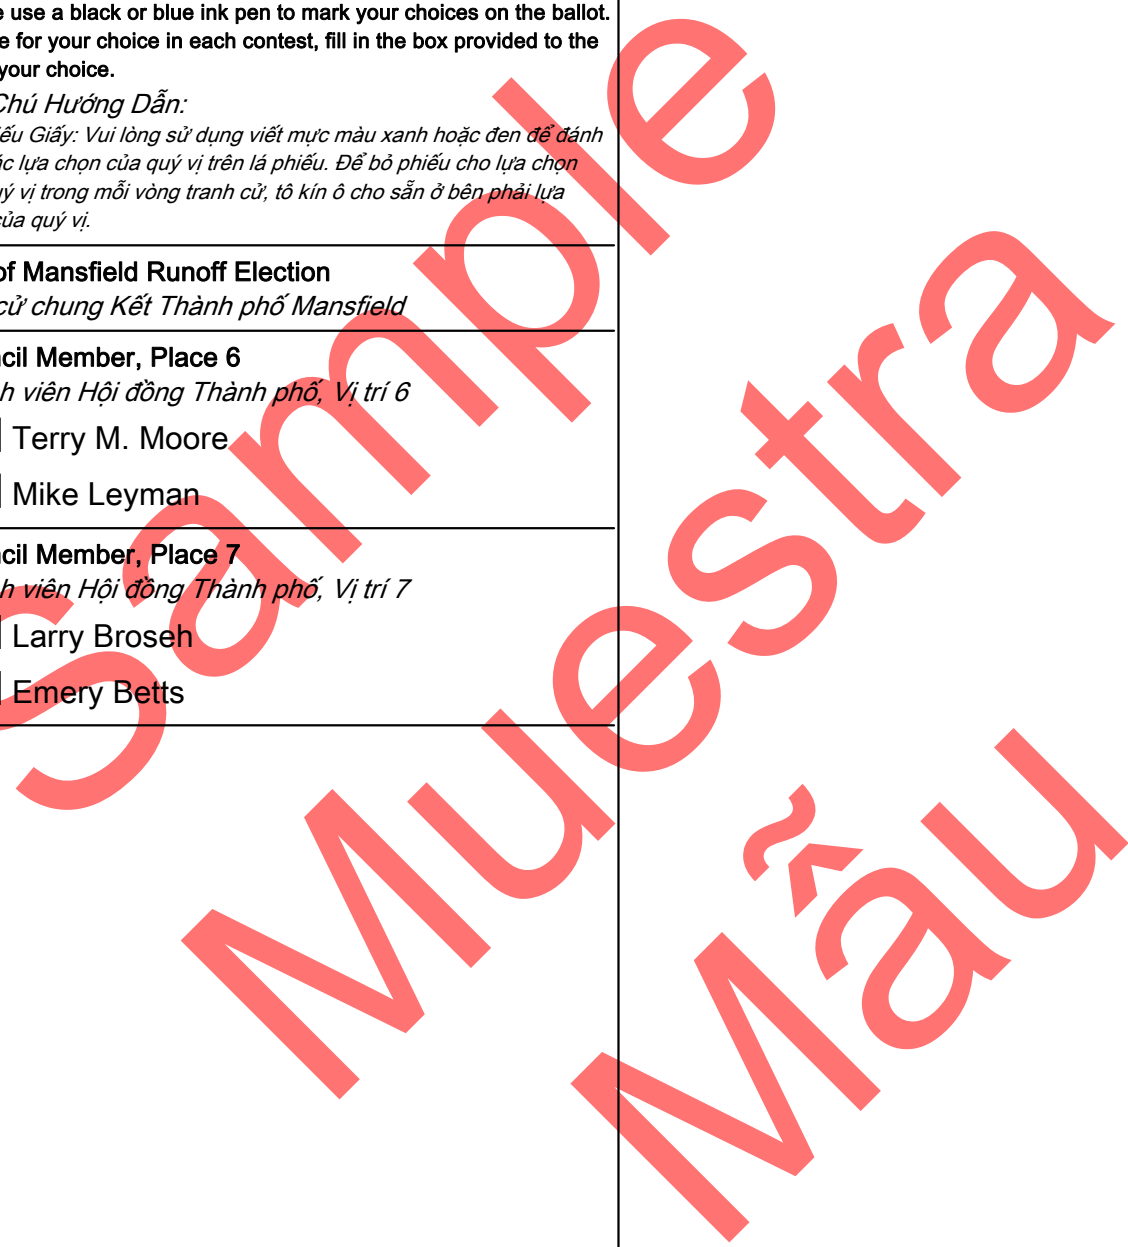 use a black or blue ink pen to mark your choices on the ballot.
for your choice in each contest, fill in the box provided to the
your choice.
Chú Hướng Dẫn:
Giấy: Vui lòng sử dụng viết mực màu xanh hoặc đen để đánh
lựa chọn của quý vị trên lá phiếu. Để bỏ phiếu cho lựa chọn
vị trong mỗi vòng tranh cử, tô kín ô cho sẵn ở bên phải lựa
của quý vị.
of Mansfield Runoff Election
cử chung Kết Thành phố Mansfield
cil Member, Place 6
h viên Hội đồng Thành phố, Vị trí 6
Terry M. Moore
Mike Leyman
cil Member, Place 7
h viên Hội đồng Thành phố, Vị trí 7
Larry Broseh
Emery Betts
Sample
Muestra
Mẫu